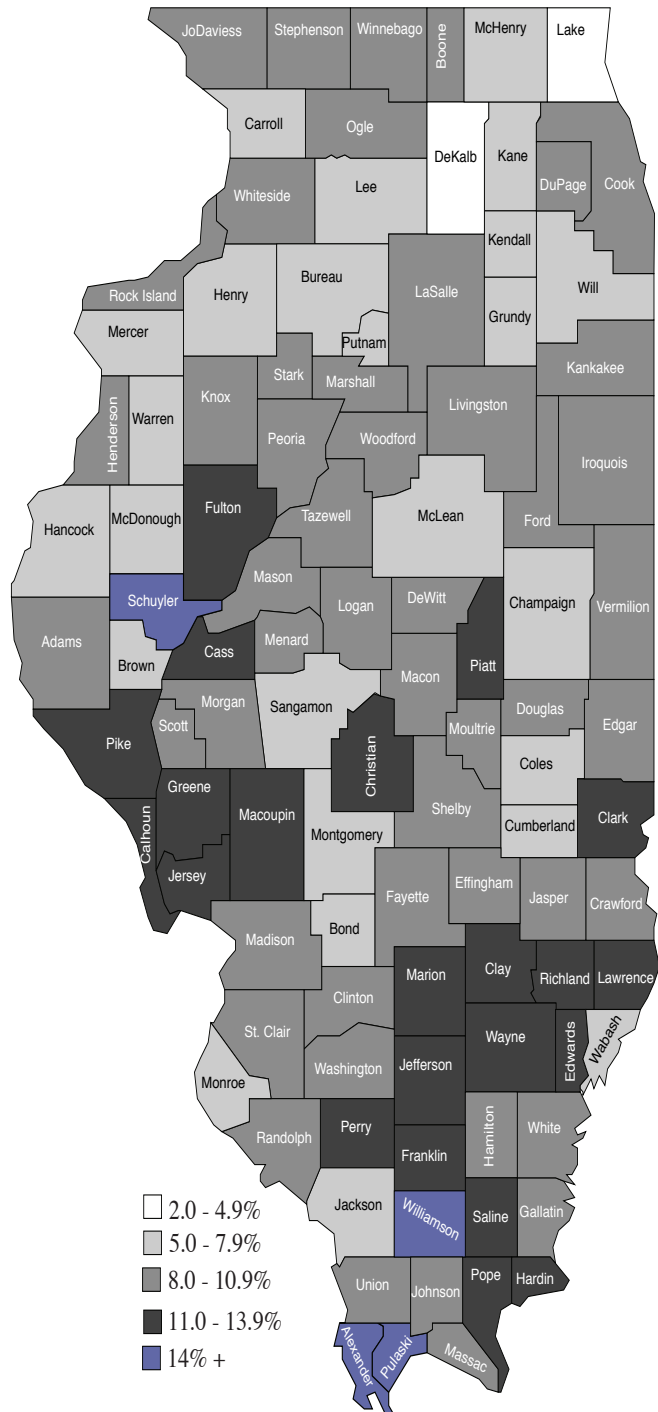 JoDaviess
Stephenson
Winnebago
Boone
McHenry
Lake
Carroll
Ogle
DeKalb
Kane
Cook
DuPage
Whiteside
Lee
Kendall
Rock Island
Henry
Bureau
LaSalle
Grundy
Will
Mercer
Putnam
Kankakee
Henderson
Warren
Knox
Stark
Marshall
Livingston
Peoria
Woodford
Iroquois
Hancock
McDonough
Fulton
Tazewell
McLean
Ford
Schuyler
Mason
Logan
DeWitt
Champaign
Vermilion
Adams
Brown
Cass
Menard
Macon
Piatt
Pike
Scott
Morgan
Sangamon
Christian
Moultrie
Douglas
Edgar
Coles
Calhoun
Greene
Macoupin
Montgomery
Shelby
Cumberland
Clark
Jersey
Fayette
Effingham
Jasper
Crawford
Madison
Bond
Marion
Clay
Richland
Lawrence
Clinton
St. Clair
Washington
Jefferson
Wayne
Edwards
Wabash
Monroe
Randolph
Perry
Franklin
Hamilton
White
Jackson
Williamson
Saline
Gallatin
Union
Johnson
Pope
Hardin
Alexander
Pulaski
Massac
2.0 - 4.9%
5.0 - 7.9%
8.0 - 10.9%
11.0 - 13.9%
14% +